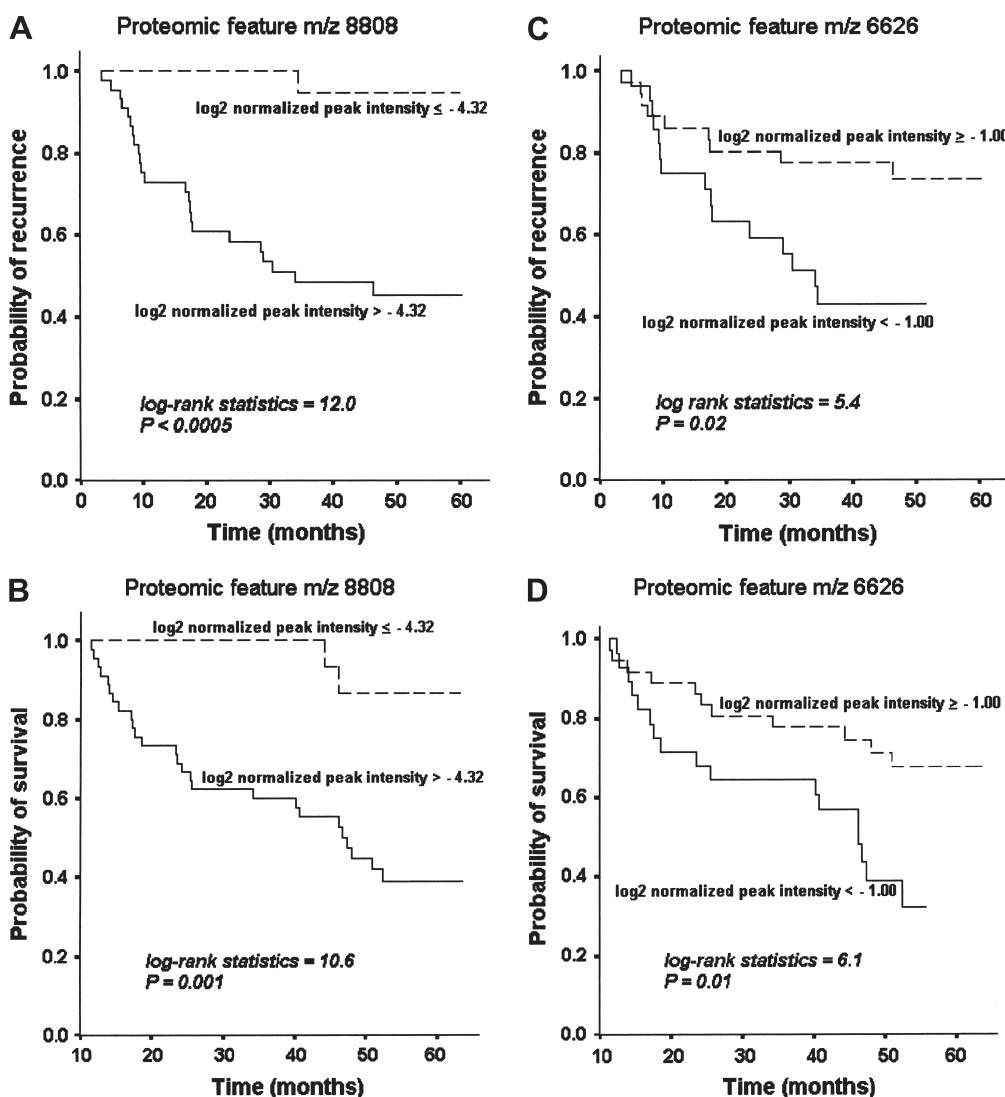 A
Proteomic feature m/z 8808
Probability of recurrence
1.0
0.8
0.6
0.4
0.2
0.0
log2 normalized peak intensity ≤ - 4.32
log2 normalized peak intensity > - 4.32
log-rank statistics = 12.0
P < 0.0005
0 10 20 30 40 50 60
Time (months)
C
Proteomic feature m/z 6626
Probability of recurrence
1.0
0.8
0.6
0.4
0.2
0.0
log2 normalized peak intensity ≥ - 1.00
log2 normalized peak intensity < - 1.00
log rank statistics = 5.4
P = 0.02
0 10 20 30 40 50 60
Time (months)
B
Proteomic feature m/z 8808
Probability of survival
1.0
0.8
0.6
0.4
0.2
0.0
log2 normalized peak intensity ≤ - 4.32
log2 normalized peak intensity > - 4.32
log-rank statistics = 10.6
P = 0.001
10 20 30 40 50 60
Time (months)
D
Proteomic feature m/z 6626
Probability of survival
1.0
0.8
0.6
0.4
0.2
0.0
log2 normalized peak intensity ≥ - 1.00
log2 normalized peak intensity < - 1.00
log-rank statistics = 6.1
P = 0.01
10 20 30 40 50 60
Time (months)